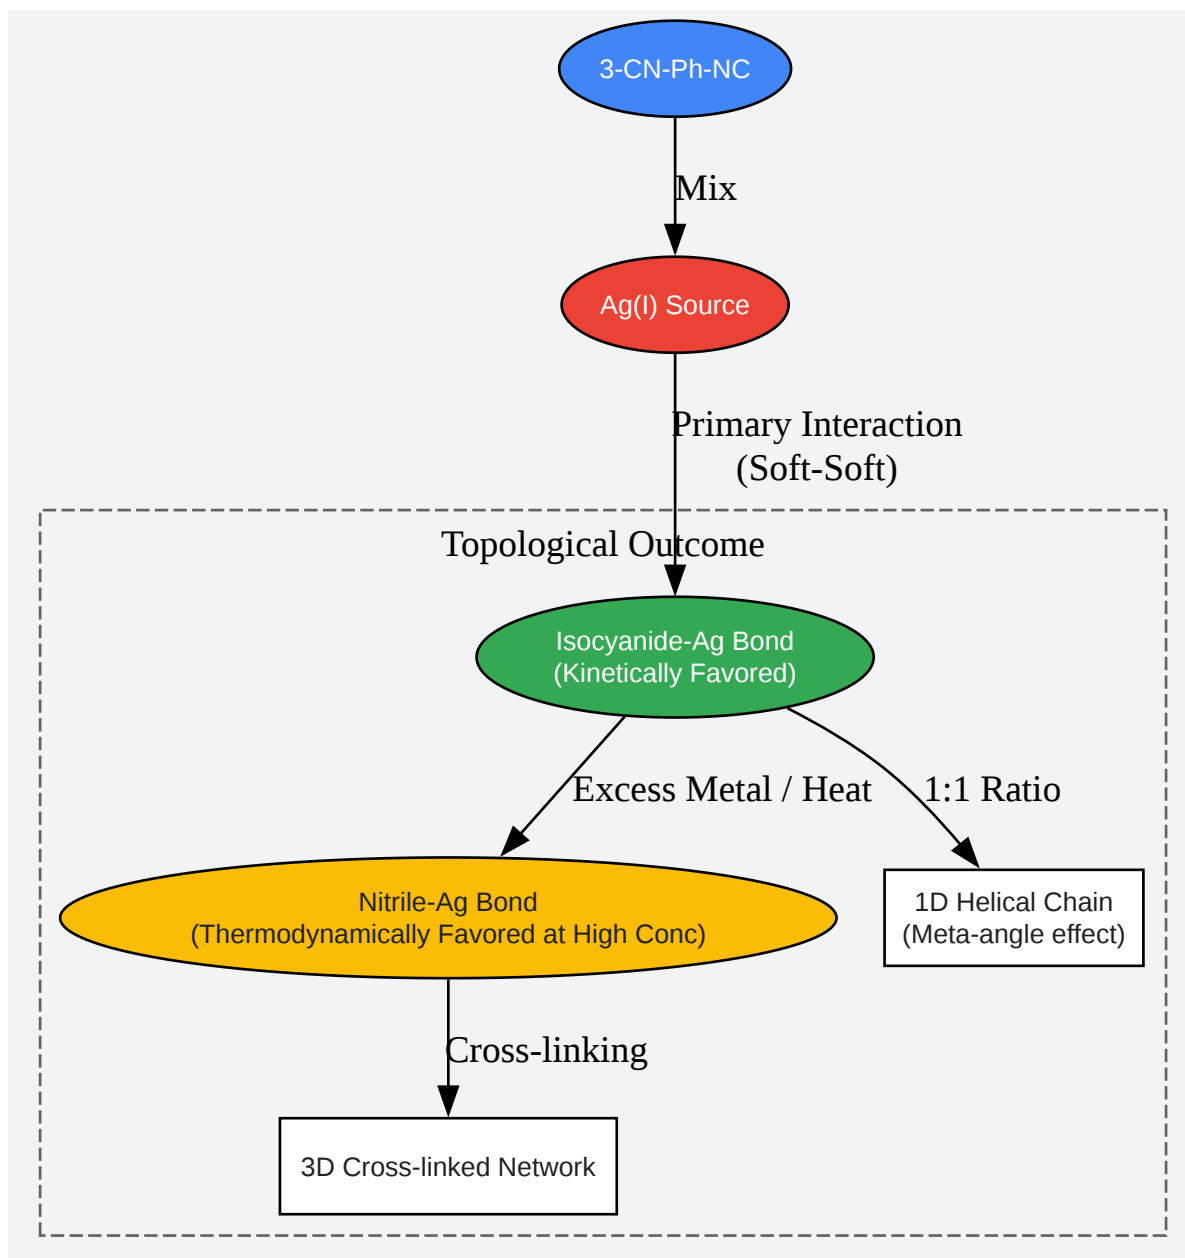 3-CN-Ph-NC
Mix
Ag(I) Source
Primary Interaction
(Soft-Soft)
Topological Outcome
Isocyanide-Ag Bond
(Kinetically Favored)
Excess Metal / Heat
1:1 Ratio
Nitrile-Ag Bond
(Thermodynamically Favored at High Conc)
1D Helical Chain
(Meta-angle effect)
Cross-linking
3D Cross-linked Network